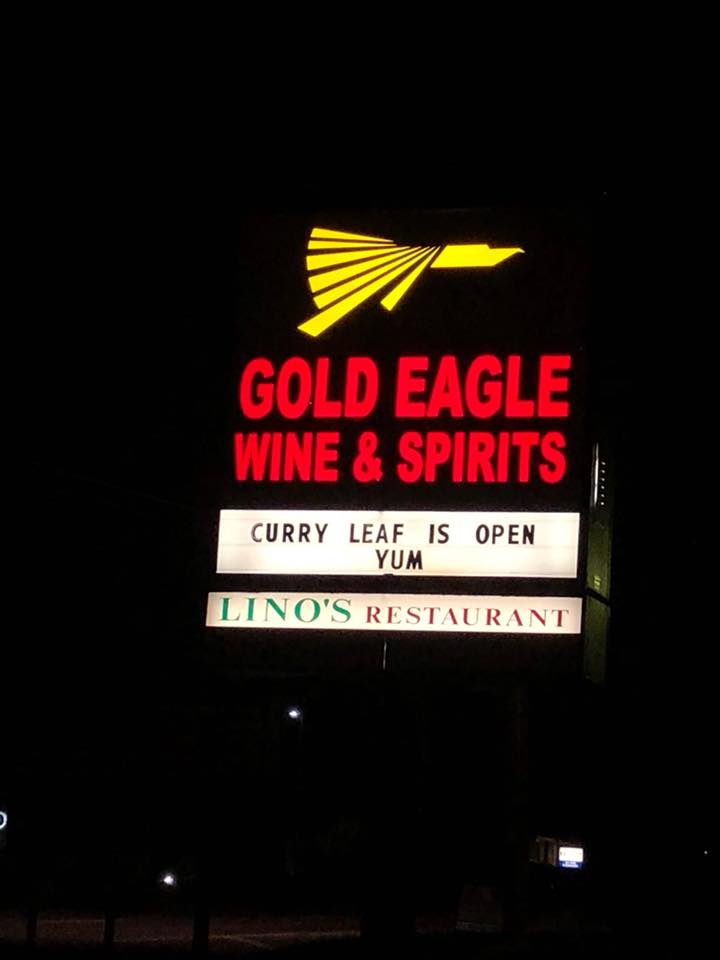 GOLD EAGLE
WINE & SPIRITS
CURRY LEAF IS OPEN
YUM
LINO'S RESTAURANT